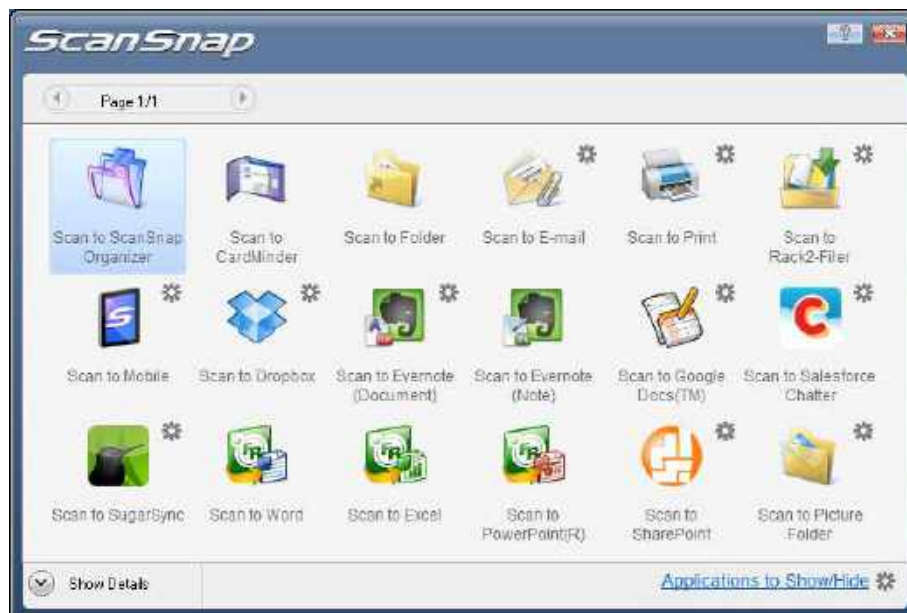 ScanSnap
Page 1/1
Scan to ScanSnap
Organizer
Scan to
CardMinder
Scan to Folder
Scan to E-mail
Scan to Print
Scan to
Rack2-Filer
Scan to Mobile
Scan to Dropbox
Scan to Evernote
(Document)
Scan to Evernote
(Note)
Scan to Google
Docs(TM)
Scan to Salesforce
Chatter
Scan to SugarSync
Scan to Word
Scan to Excel
Scan to
PowerPoint(R)
Scan to
SharePoint
Scan to Picture
Folder
Show Details
Applications to Show/Hide